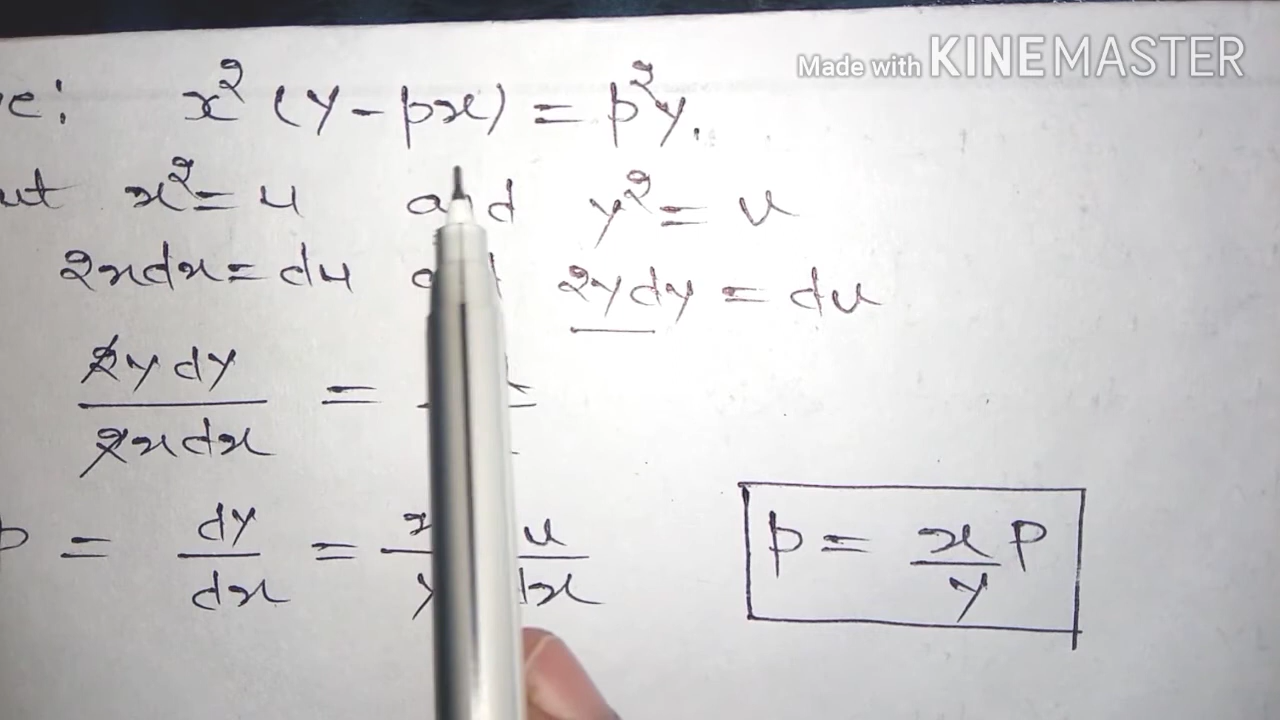 Made with KINEMASTER
e: x² (y - px) = p²y.
ut x² = u and y² = v
2xdx = du and 2ydy = dv
2ydy / 2xdx =
p = dy/dx = x/y v/dx
p = x/y P